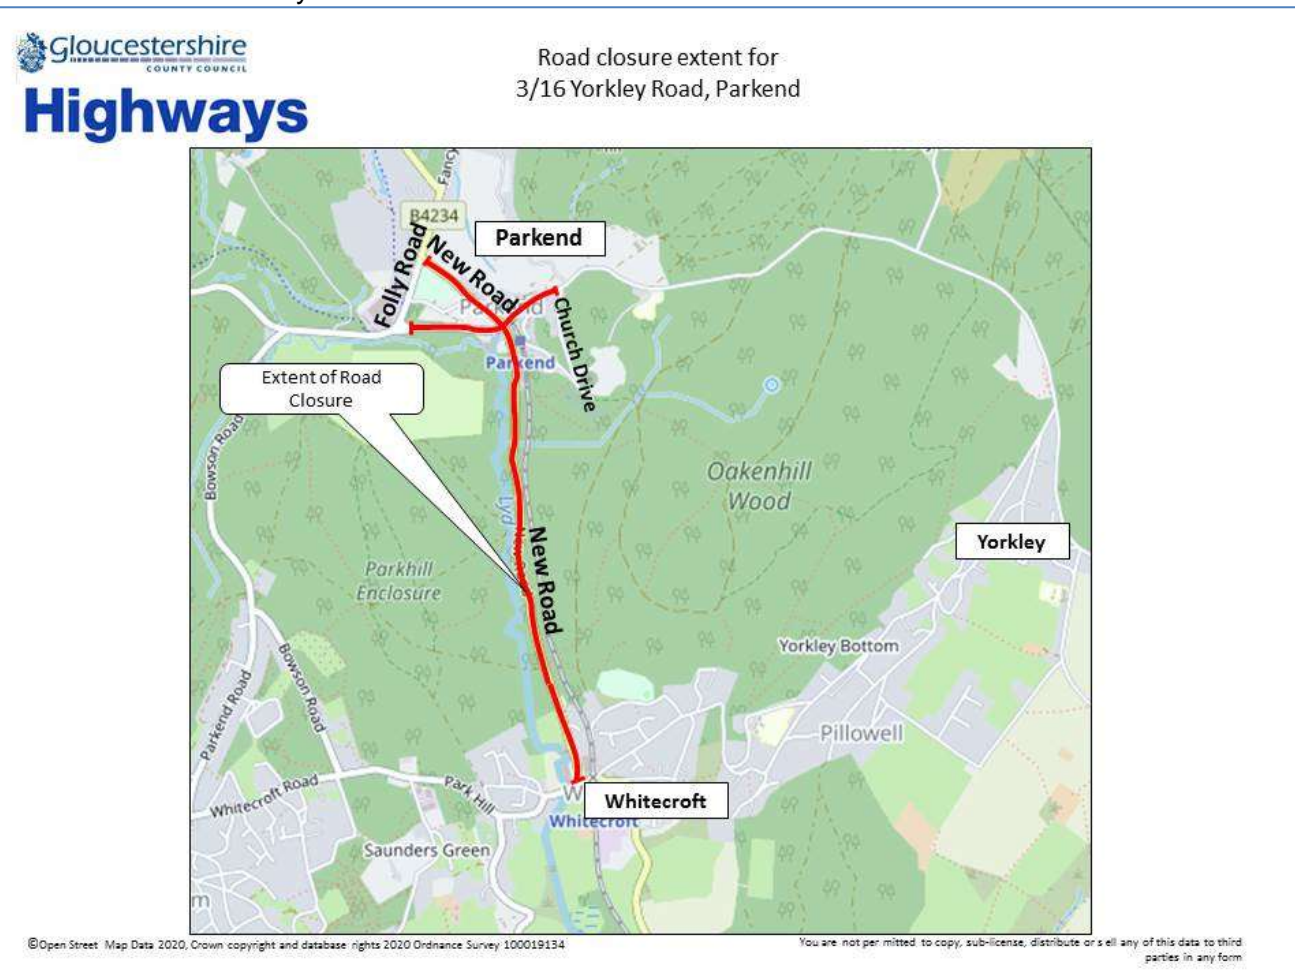 Gloucestershire
COUNTY COUNCIL
Highways
Road closure extent for
3/16 Yorkley Road, Parkend
Fancy
B4234
Parkend
Folly Road
New Road
Church Drive
Parkend
Extent of Road
Closure
Bowson Road
Oakenhill
Wood
Lyd
New Road
Yorkley
Parkhill
Enclosure
Yorkley Bottom
Bowson Road
Parkend Road
Pillowell
Whitecroft Road
Park Hill
Whitecroft
Whitecroft
Saunders Green
©Open Street Map Data 2020, Crown copyright and database rights 2020 Ordnance Survey 100019134
You are not per mitted to copy, sub-license, distribute or s ell any of this data to third
parties in any form